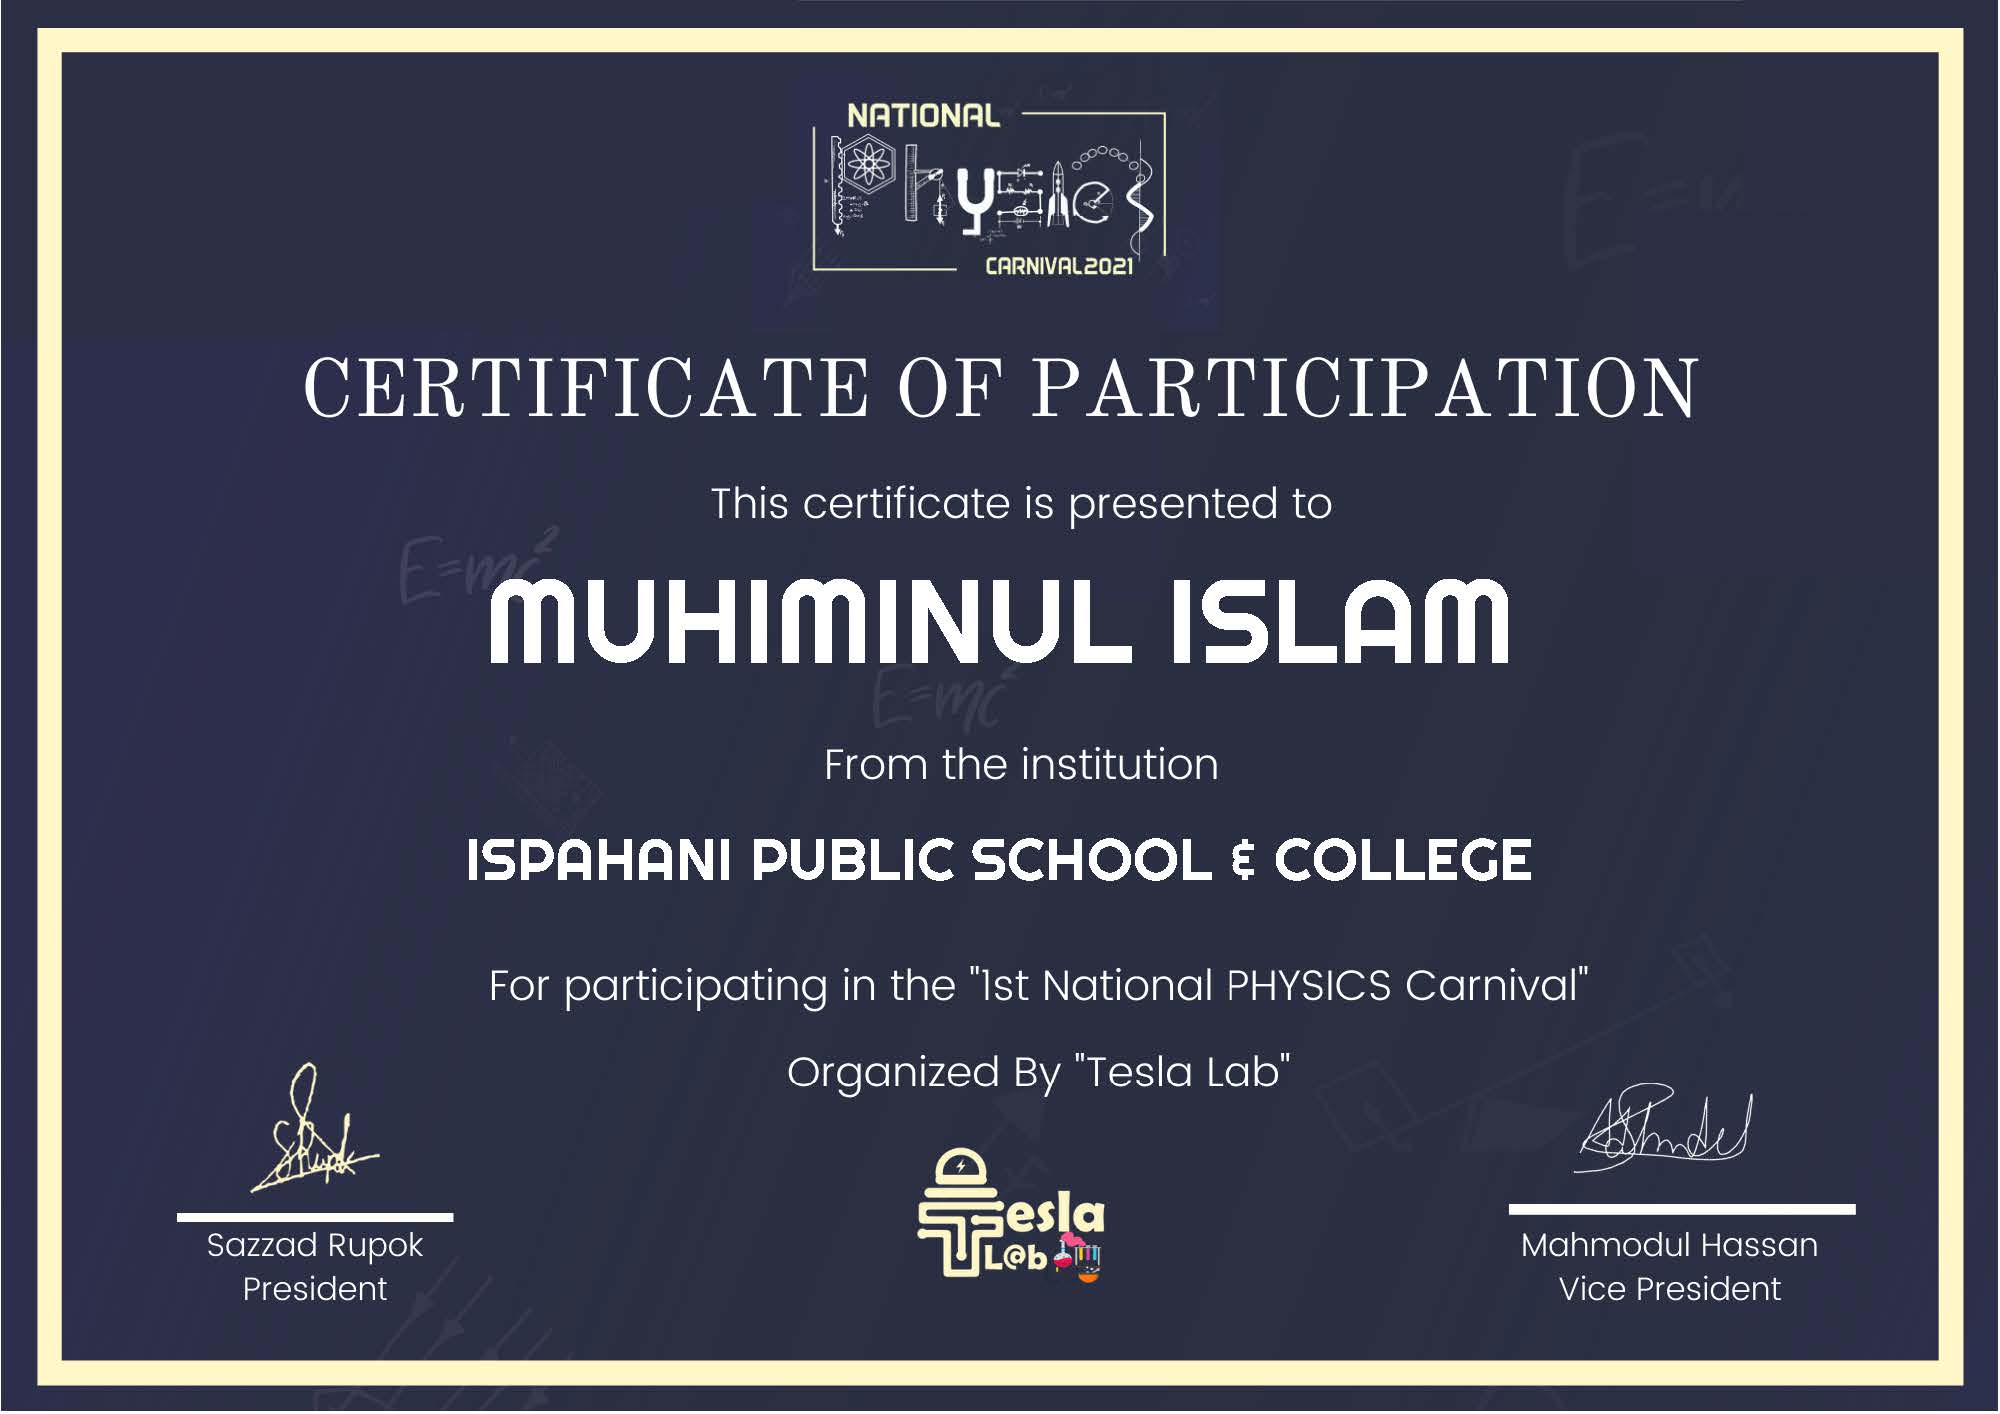 NATIONAL
Physics
CARNIVAL2021
CERTIFICATE OF PARTICIPATION
This certificate is presented to
E=mc²
MUHIMINUL ISLAM
E=mc²
From the institution
ISPAHANI PUBLIC SCHOOL & COLLEGE
For participating in the "1st National PHYSICS Carnival"
Organized By "Tesla Lab"
Tesla
L@b
Sazzad Rupok
President
Mahmodul Hassan
Vice President